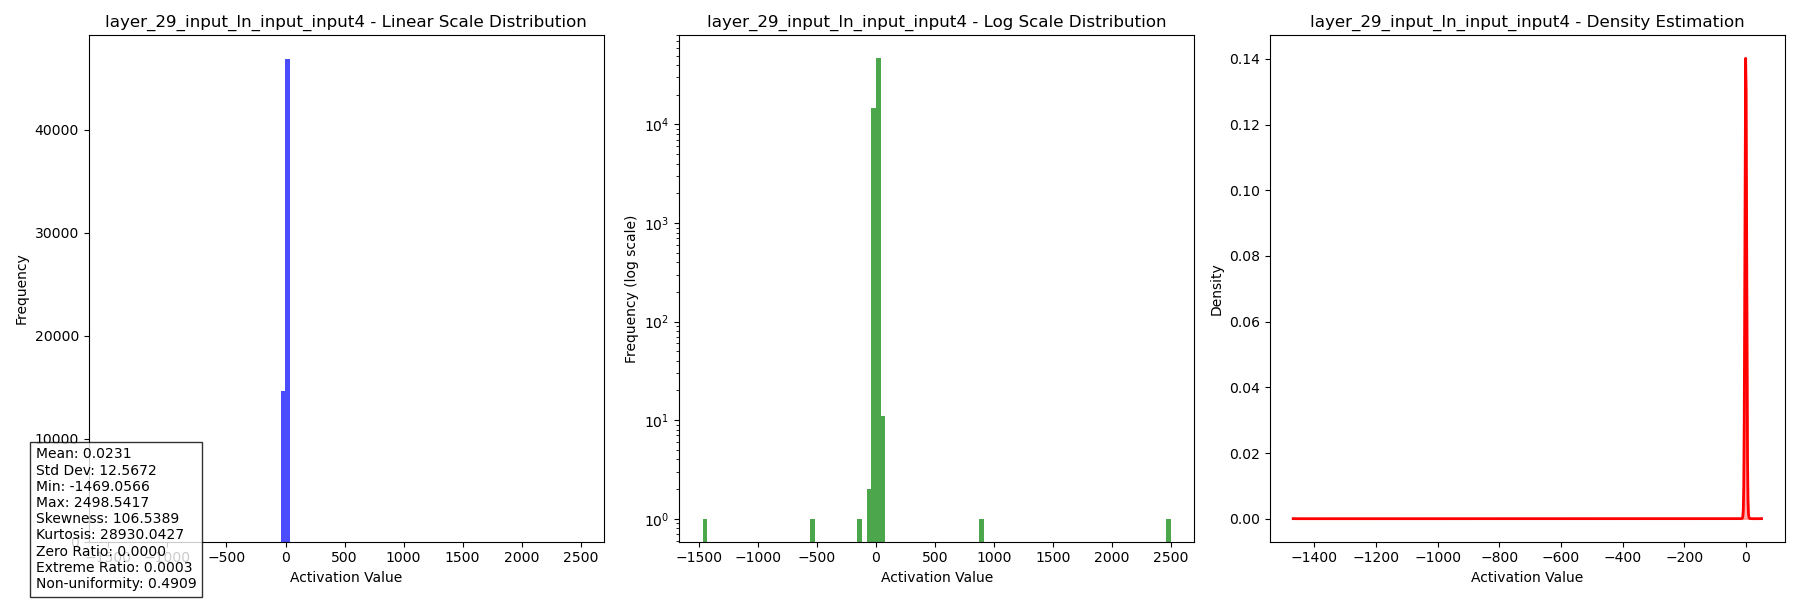 layer_29_input_ln_input_input4 - Linear Scale Distribution
Frequency
40000
30000
20000
10000
Mean: 0.0231
Std Dev: 12.5672
Min: -1469.0566
Max: 2498.5417
Skewness: 106.5389
Kurtosis: 28930.0427
Zero Ratio: 0.0000
Extreme Ratio: 0.0003
Non-uniformity: 0.4909
−500 0 500 1000 1500 2000 2500
Activation Value
layer_29_input_ln_input_input4 - Log Scale Distribution
Frequency (log scale)
10^4
10^3
10^2
10^1
10^0
−1500 −1000 −500 0 500 1000 1500 2000 2500
Activation Value
layer_29_input_ln_input_input4 - Density Estimation
Density
0.14
0.12
0.10
0.08
0.06
0.04
0.02
0.00
−1400 −1200 −1000 −800 −600 −400 −200 0
Activation Value